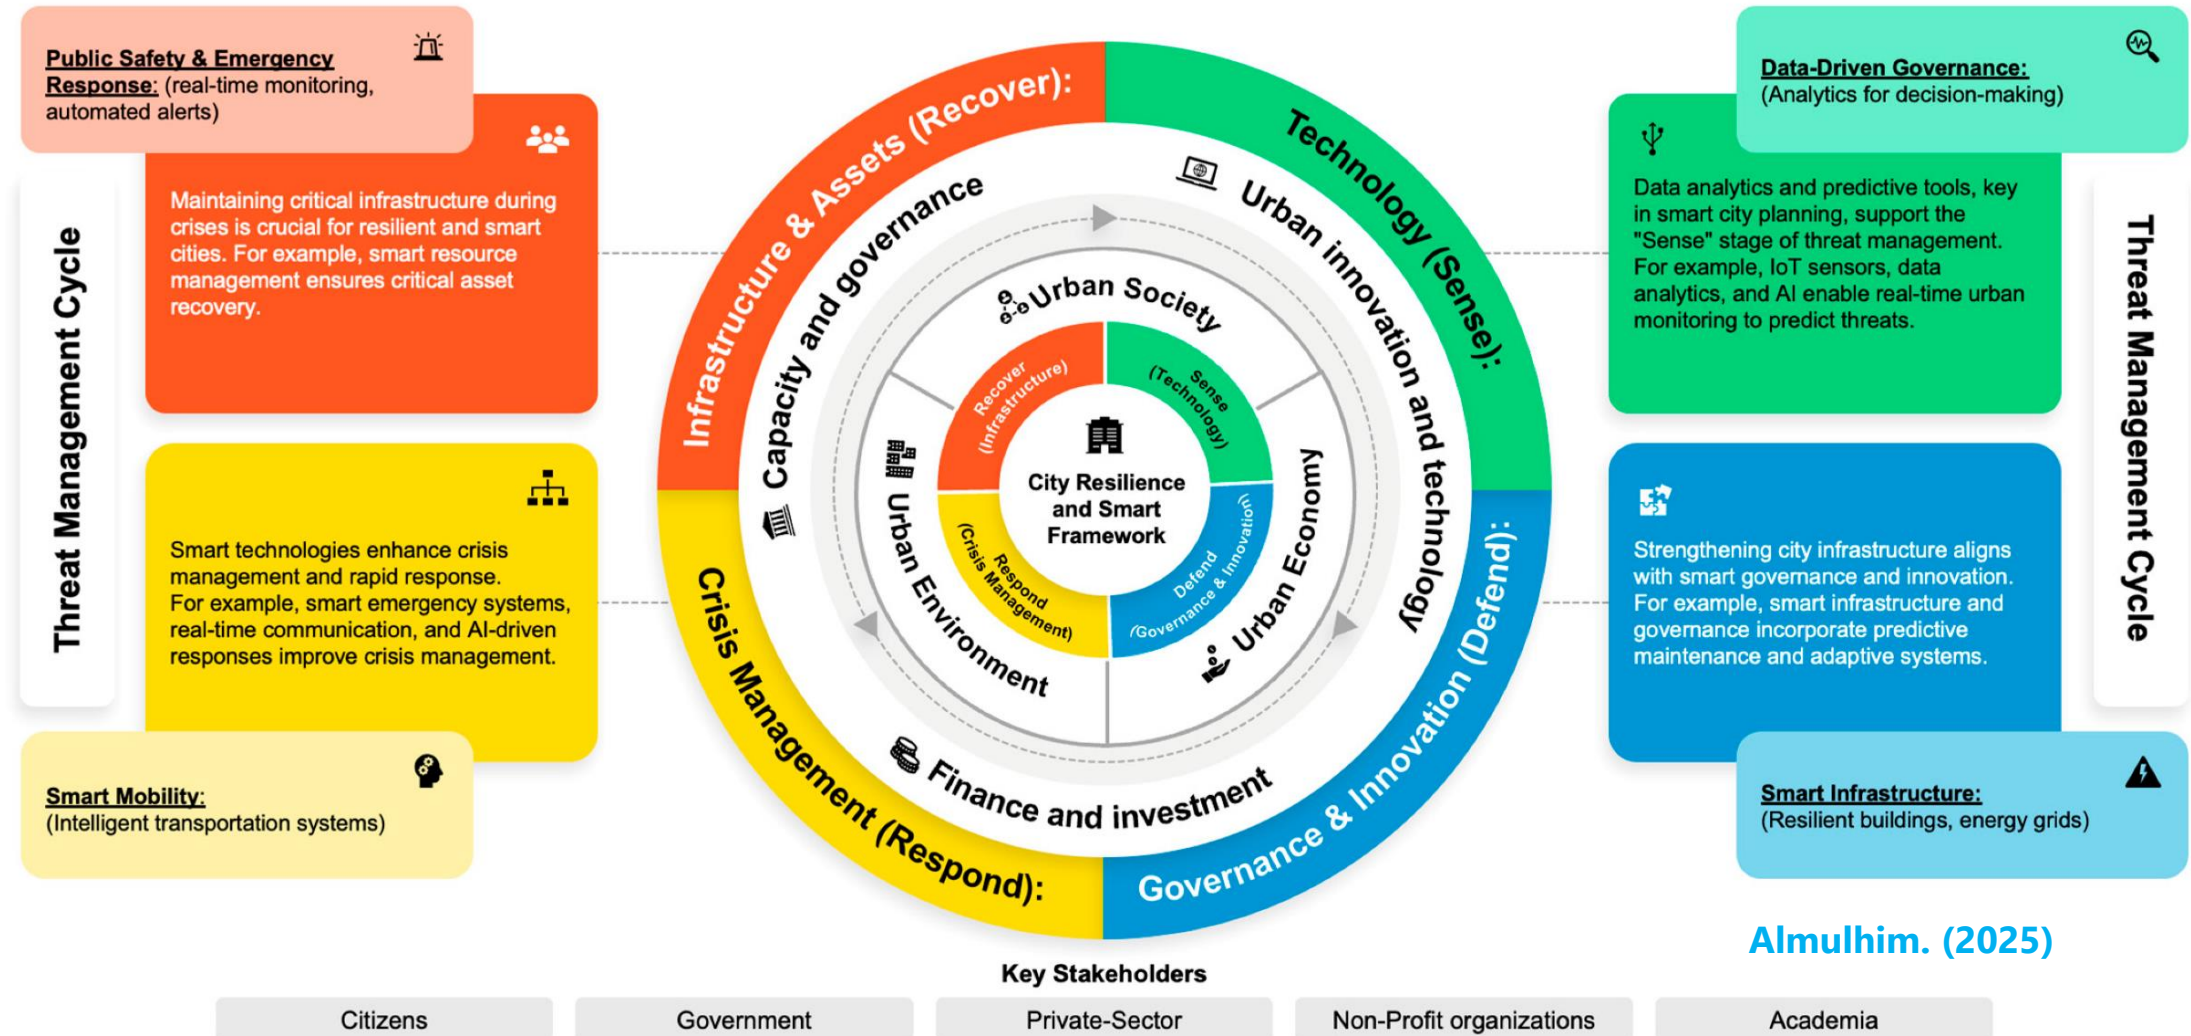 Public Safety & Emergency
Response: (real-time monitoring,
automated alerts)
Maintaining critical infrastructure during
crises is crucial for resilient and smart
cities. For example, smart resource
management ensures critical asset
recovery.
Threat Management Cycle
Smart technologies enhance crisis
management and rapid response.
For example, smart emergency systems,
real-time communication, and AI-driven
responses improve crisis management.
Smart Mobility:
(Intelligent transportation systems)
Infrastructure & Assets (Recover):
Technology (Sense):
Governance & Innovation (Defend):
Crisis Management (Respond):
Capacity and governance
Urban innovation and technology
Finance and investment
Urban Society
Urban Economy
Urban Environment
Recover
(Infrastructure)
Sense
(Technology)
Defend
(Governance & Innovation)
Respond
(Crisis Management)
City Resilience
and Smart
Framework
Data-Driven Governance:
(Analytics for decision-making)
Data analytics and predictive tools, key
in smart city planning, support the
"Sense" stage of threat management.
For example, IoT sensors, data
analytics, and AI enable real-time urban
monitoring to predict threats.
Threat Management Cycle
Strengthening city infrastructure aligns
with smart governance and innovation.
For example, smart infrastructure and
governance incorporate predictive
maintenance and adaptive systems.
Smart Infrastructure:
(Resilient buildings, energy grids)
Almulhim. (2025)
Key Stakeholders
Citizens
Government
Private-Sector
Non-Profit organizations
Academia